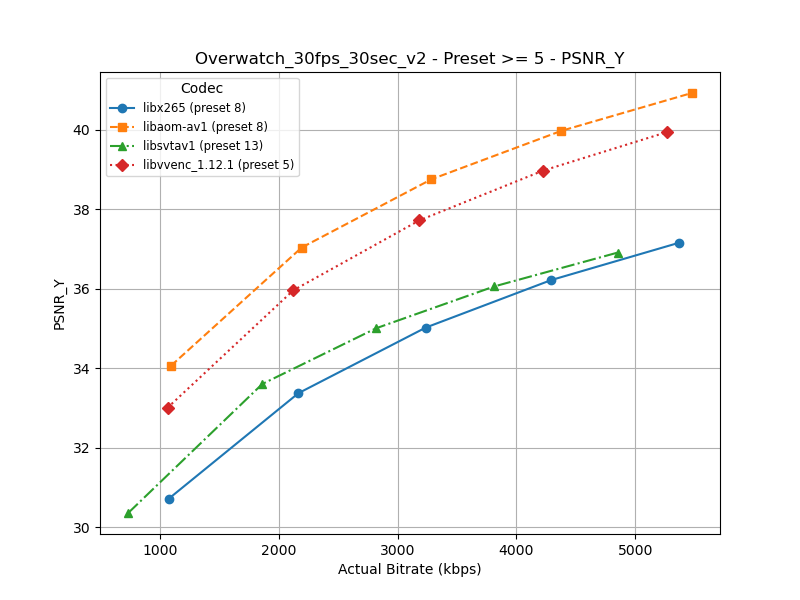 Overwatch_30fps_30sec_v2 - Preset >= 5 - PSNR_Y
Codec
libx265 (preset 8)
libaom-av1 (preset 8)
libsvtav1 (preset 13)
libvvenc_1.12.1 (preset 5)
PSNR_Y
40
38
36
34
32
30
1000 2000 3000 4000 5000
Actual Bitrate (kbps)